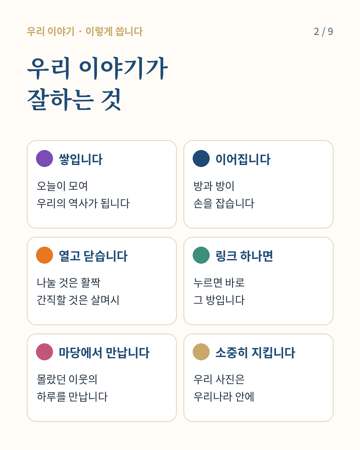 우리 이야기 · 이렇게 씁니다
2 / 9
우리 이야기가
잘하는 것
쌓입니다
오늘이 모여
우리의 역사가 됩니다
이어집니다
방과 방이
손을 잡습니다
열고 닫습니다
나눌 것은 활짝
간직할 것은 살며시
링크 하나면
누르면 바로
그 방입니다
마당에서 만납니다
몰랐던 이웃의
하루를 만납니다
소중히 지킵니다
우리 사진은
우리나라 안에